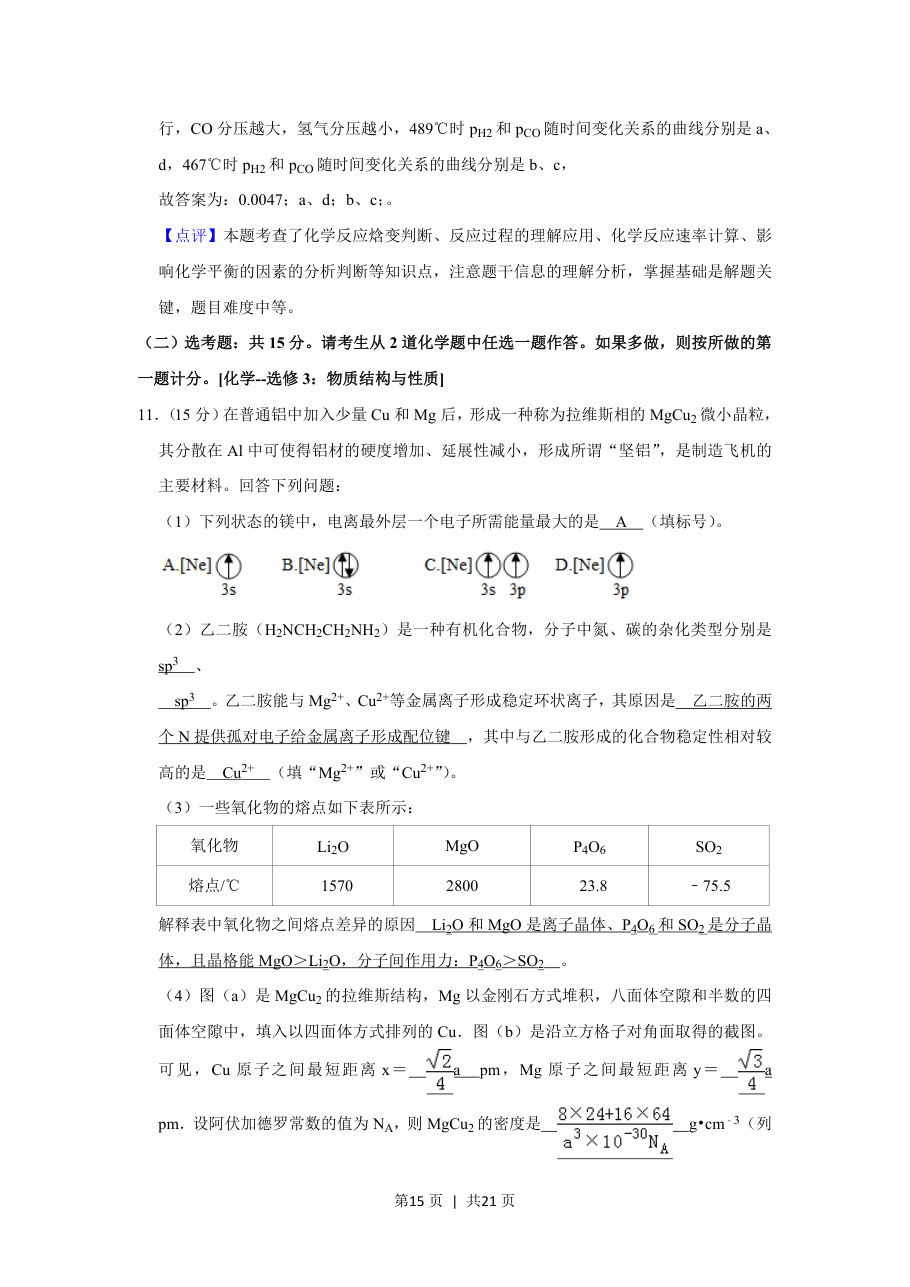 行，CO 分压越大，氢气分压越小，489℃时 pH2 和 pCO 随时间变化关系的曲线分别是 a、
d，467℃时 pH2 和 pCO 随时间变化关系的曲线分别是 b、c，
故答案为：0.0047；a、d；b、c；。
【点评】本题考查了化学反应焓变判断、反应过程的理解应用、化学反应速率计算、影
响化学平衡的因素的分析判断等知识点，注意题干信息的理解分析，掌握基础是解题关
键，题目难度中等。
（二）选考题：共 15 分。请考生从 2 道化学题中任选一题作答。如果多做，则按所做的第
一题计分。[化学--选修 3：物质结构与性质]
11．（15 分）在普通铝中加入少量 Cu 和 Mg 后，形成一种称为拉维斯相的 MgCu2 微小晶粒，
其分散在 Al 中可使得铝材的硬度增加、延展性减小，形成所谓“坚铝”，是制造飞机的
主要材料。回答下列问题：
（1）下列状态的镁中，电离最外层一个电子所需能量最大的是 A （填标号）。
A.[Ne] B.[Ne] C.[Ne] D.[Ne]
3s 3s 3s 3p 3p
（2）乙二胺（H2NCH2CH2NH2）是一种有机化合物，分子中氮、碳的杂化类型分别是
sp3 、
sp3 。乙二胺能与 Mg2+、Cu2+等金属离子形成稳定环状离子，其原因是 乙二胺的两
个 N 提供孤对电子给金属离子形成配位键 ，其中与乙二胺形成的化合物稳定性相对较
高的是 Cu2+ （填“Mg2+”或“Cu2+”）。
（3）一些氧化物的熔点如下表所示：
氧化物 Li2O MgO P4O6 SO2
熔点/℃ 1570 2800 23.8 ﹣75.5
解释表中氧化物之间熔点差异的原因 Li2O 和 MgO 是离子晶体、P4O6 和 SO2 是分子晶
体，且晶格能 MgO＞Li2O，分子间作用力：P4O6＞SO2 。
（4）图（a）是 MgCu2 的拉维斯结构，Mg 以金刚石方式堆积，八面体空隙和半数的四
面体空隙中，填入以四面体方式排列的 Cu．图（b）是沿立方格子对角面取得的截图。
可见，Cu 原子之间最短距离 x＝ √2/4 a pm，Mg 原子之间最短距离 y＝ √3/4 a
pm．设阿伏加德罗常数的值为 NA，则 MgCu2 的密度是 (8×24+16×64)/(a3×10-30NA) g•cm﹣3（列
第15 页 | 共21 页